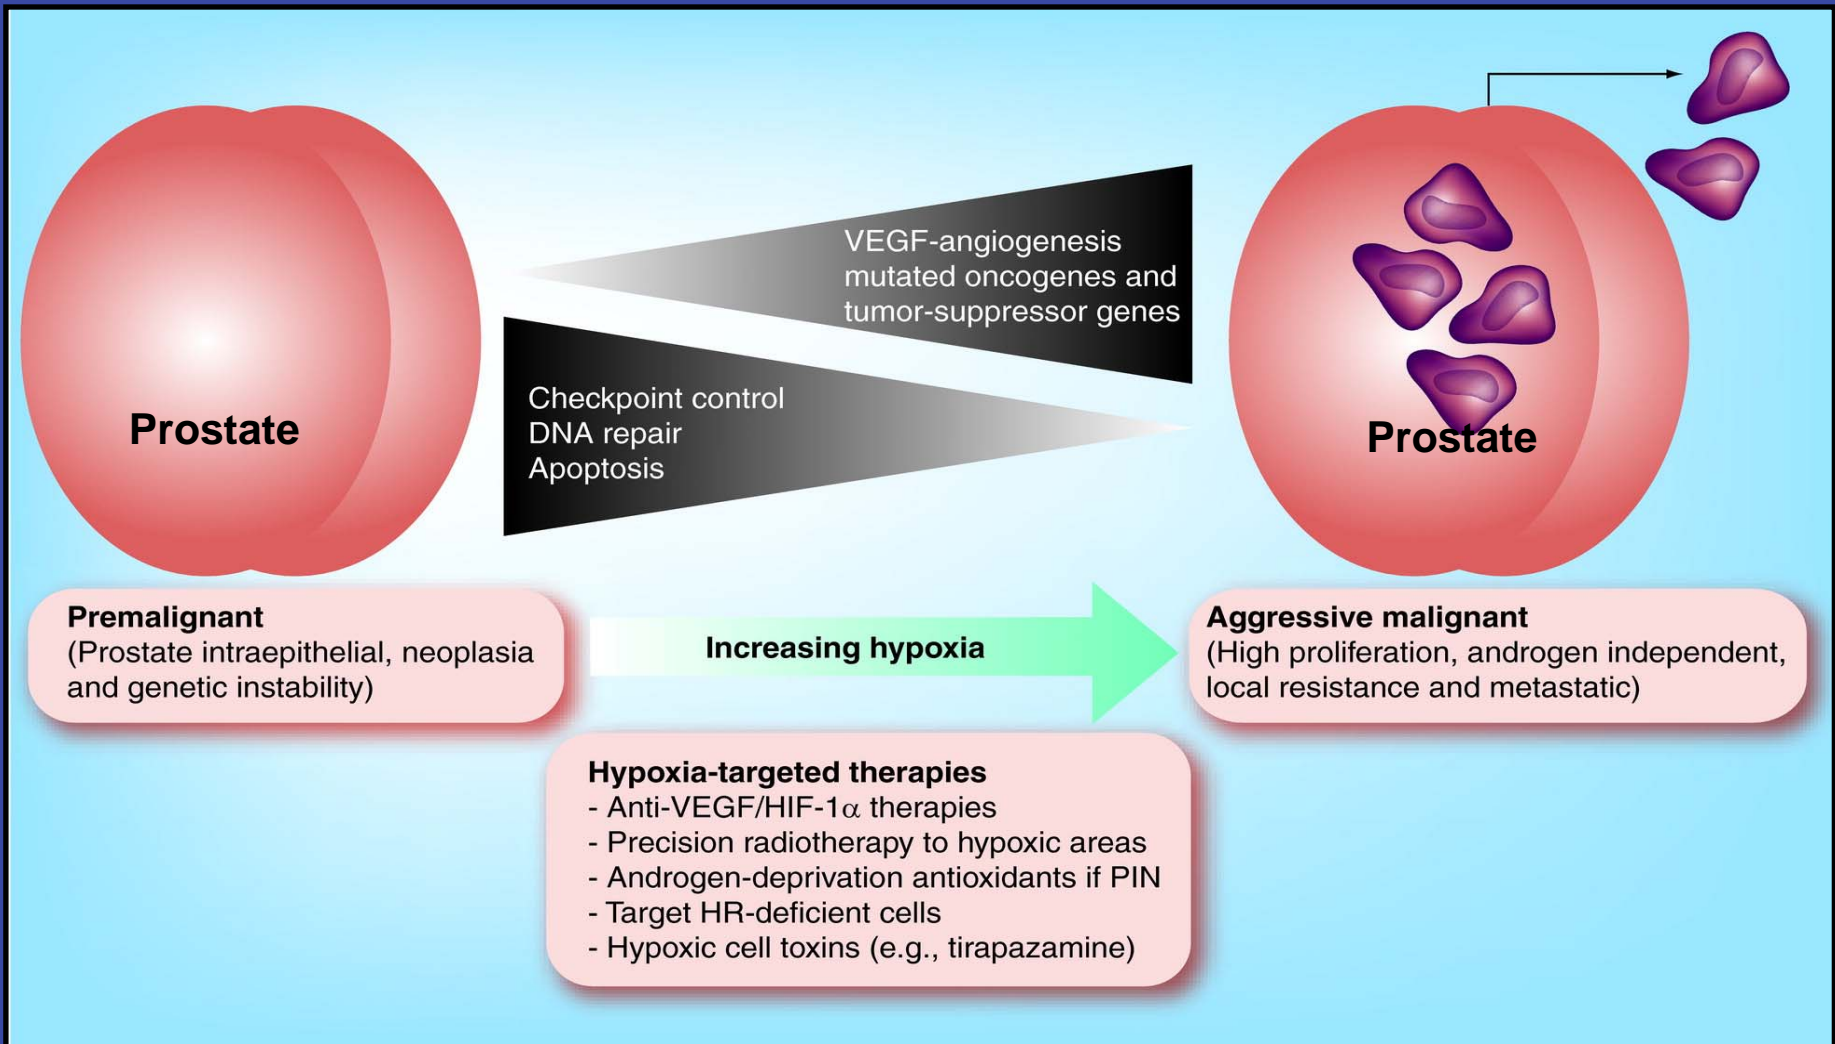 VEGF-angiogenesis
mutated oncogenes and
tumor-suppressor genes
Checkpoint control
DNA repair
Apoptosis
Prostate
Prostate
Premalignant
(Prostate intraepithelial, neoplasia
and genetic instability)
Increasing hypoxia
Aggressive malignant
(High proliferation, androgen independent,
local resistance and metastatic)
Hypoxia-targeted therapies
- Anti-VEGF/HIF-1α therapies
- Precision radiotherapy to hypoxic areas
- Androgen-deprivation antioxidants if PIN
- Target HR-deficient cells
- Hypoxic cell toxins (e.g., tirapazamine)